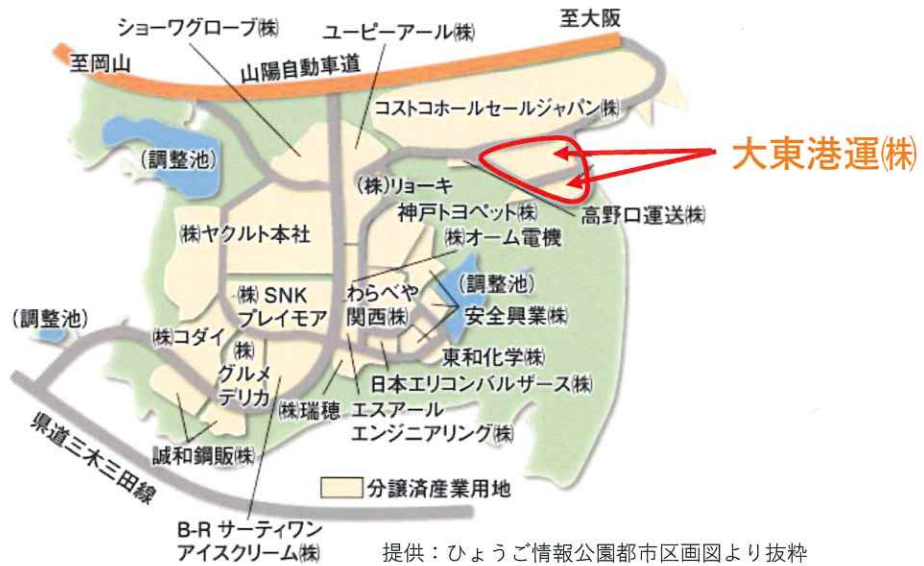 ショーワグローブ㈱
ユーピーアール㈱
至大阪
至岡山
山陽自動車道
コストコホールセールジャパン㈱
大東港運㈱
(調整池)
(株)リョーキ
高野口運送㈱
神戸トヨペット㈱
㈱オーム電機
㈱ヤクルト本社
(調整池)
㈱SNK
プレイモア
わらべや
関西㈱
安全興業㈱
(調整池)
㈱コダイ
㈱
グルメ
デリカ
東和化学㈱
日本エリコンバルザース㈱
㈱瑞穂
エスアール
エンジニアリング㈱
誠和鋼販㈱
県道三木三田線
分譲済産業用地
B-R サーティワン
アイスクリーム㈱
提供：ひょうご情報公園都市区画図より抜粋